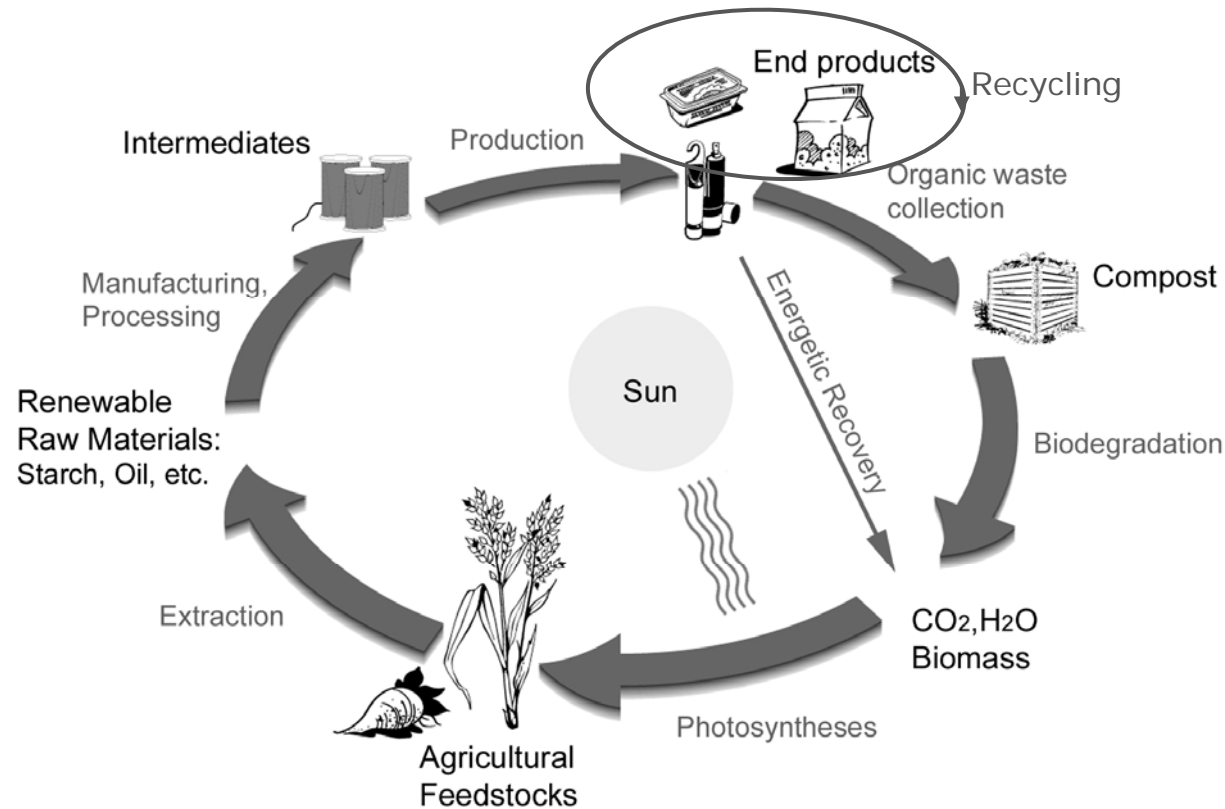 End products
Recycling
Intermediates
Production
Organic waste
collection
Compost
Manufacturing,
Processing
Energetic Recovery
Sun
Renewable
Raw Materials:
Starch, Oil, etc.
Biodegradation
Extraction
CO2,H2O
Biomass
Photosyntheses
Agricultural
Feedstocks